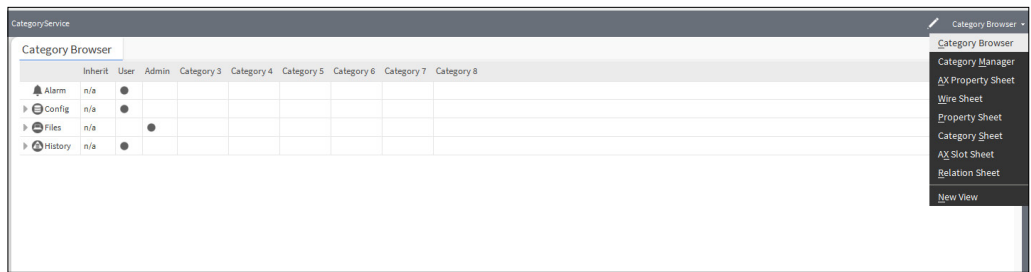 CategoryService Category Browser
Category Browser
Inherit User Admin Category 3 Category 4 Category 5 Category 6 Category 7 Category 8
Alarm n/a
Config n/a
Files n/a
History n/a
Category Browser
Category Manager
AX Property Sheet
Wire Sheet
Property Sheet
Category Sheet
AX Slot Sheet
Relation Sheet
New View